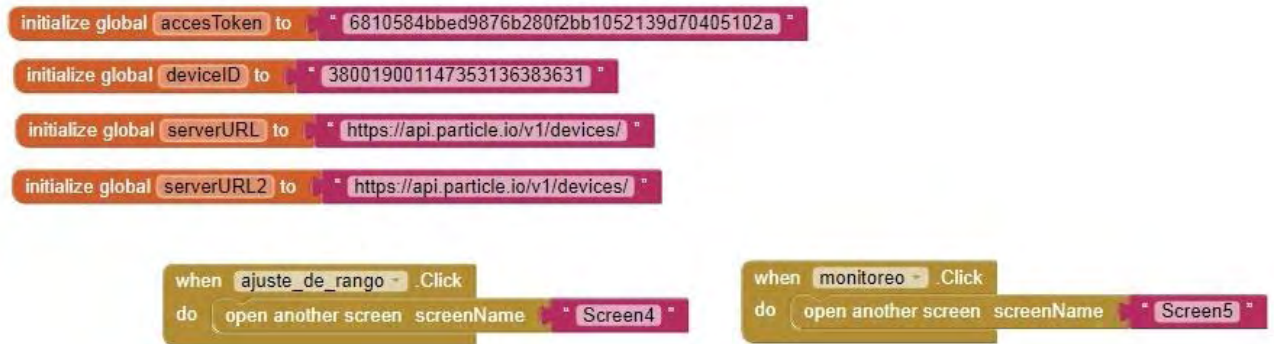 initialize global accesToken to " 6810584bbed9876b280f2bb1052139d70405102a "
initialize global deviceID to " 380019001147353136383631 "
initialize global serverURL to " https://api.particle.io/v1/devices/ "
initialize global serverURL2 to " https://api.particle.io/v1/devices/ "
when ajuste_de_rango .Click
do open another screen screenName " Screen4 "
when monitoreo .Click
do open another screen screenName " Screen5 "